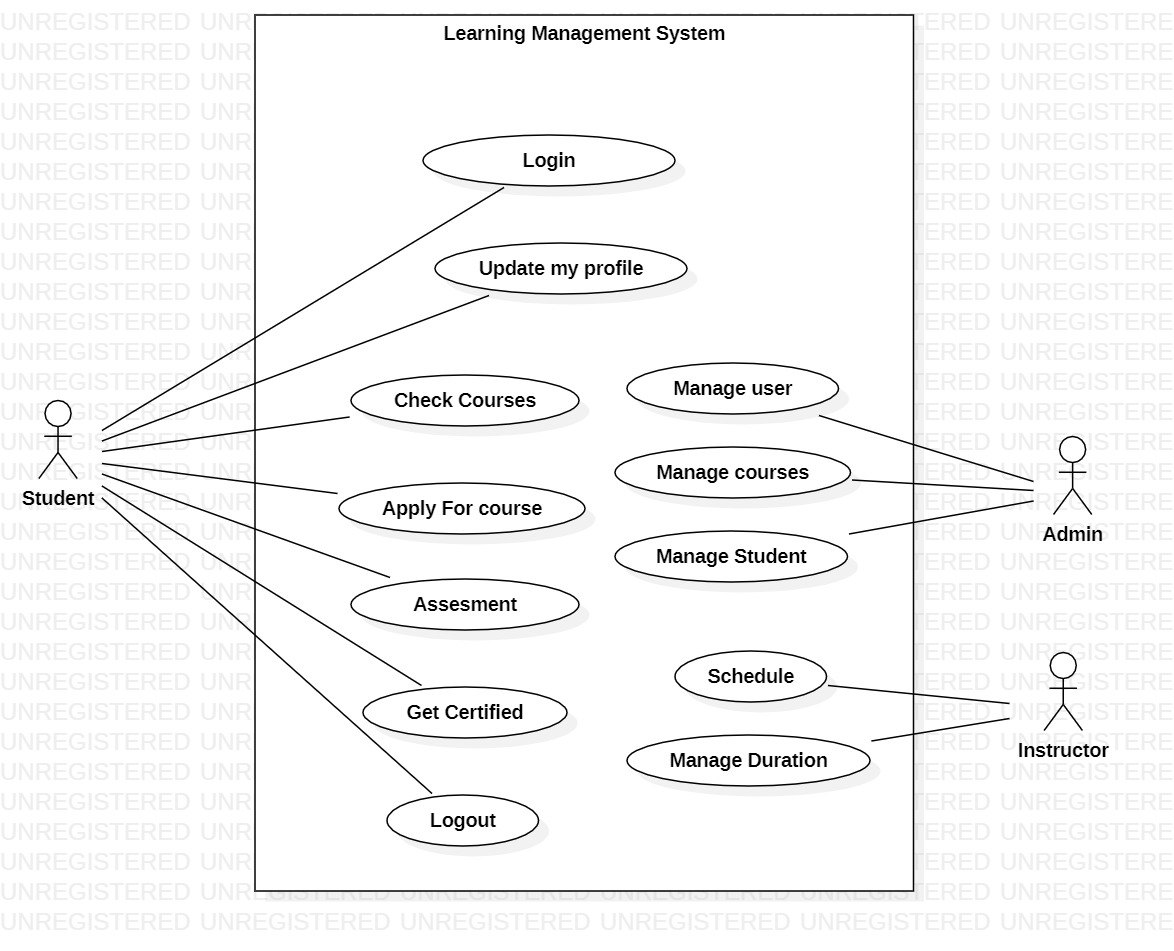 Learning Management System
Login
Update my profile
Check Courses
Manage user
Manage courses
Student
Apply For course
Admin
Manage Student
Assesment
Schedule
Get Certified
Instructor
Manage Duration
Logout
UNREGISTERED UNREGISTERED UNREGISTERED UNREGISTERED UNREGISTERED UNREGISTERE